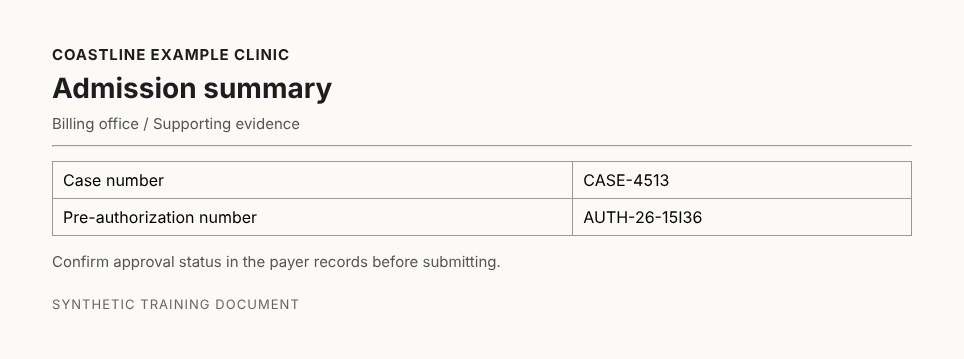 COASTLINE EXAMPLE CLINIC
Admission summary
Billing office / Supporting evidence
Case number CASE-4513
Pre-authorization number AUTH-26-15I36
Confirm approval status in the payer records before submitting.
SYNTHETIC TRAINING DOCUMENT